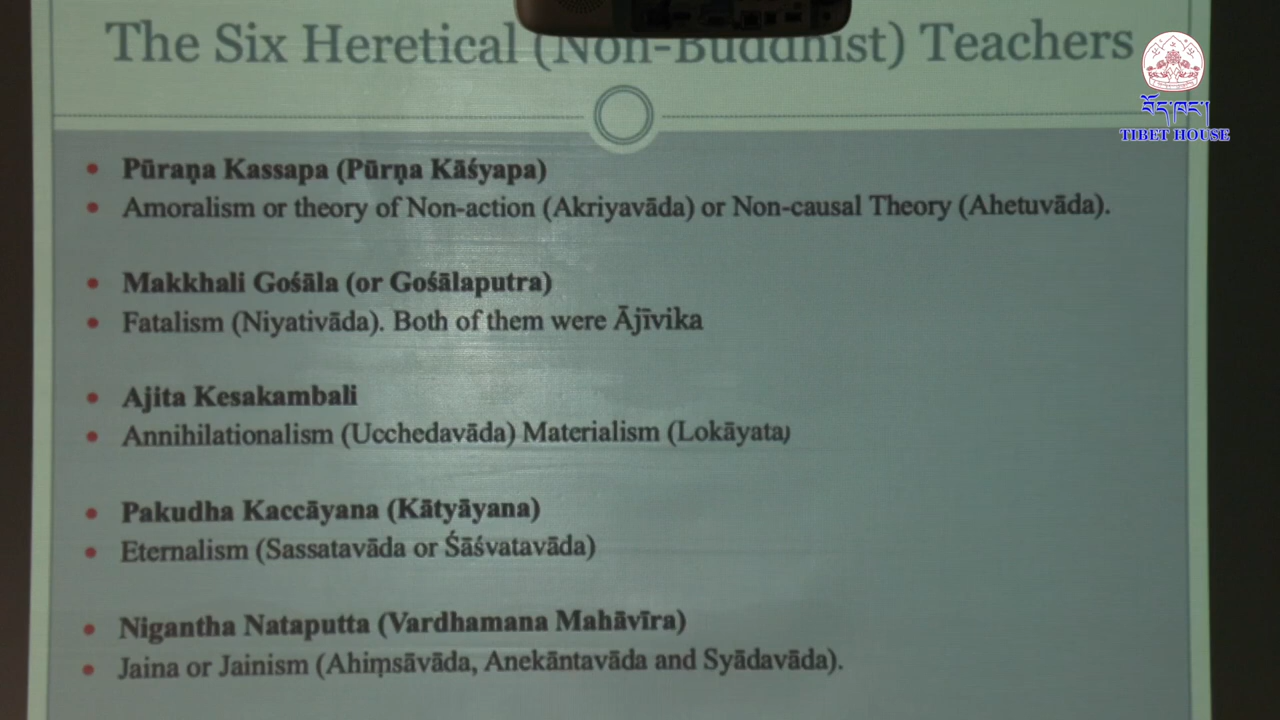 The Six Heretical (Non-Buddhist) Teachers
བོད་ཁང་།
TIBET HOUSE
Pūraṇa Kassapa (Pūrṇa Kāśyapa)
Amoralism or theory of Non-action (Akriyavāda) or Non-causal Theory (Ahetuvāda).
Makkhali Gośāla (or Gośālaputra)
Fatalism (Niyativāda). Both of them were Ājīvika
Ajita Kesakambali
Annihilationalism (Ucchedavāda) Materialism (Lokāyata)
Pakudha Kaccāyana (Kātyāyana)
Eternalism (Sassatavāda or Śāśvatavāda)
Nigantha Nataputta (Vardhamana Mahāvīra)
Jaina or Jainism (Ahiṃsāvāda, Anekāntavāda and Syādavāda).